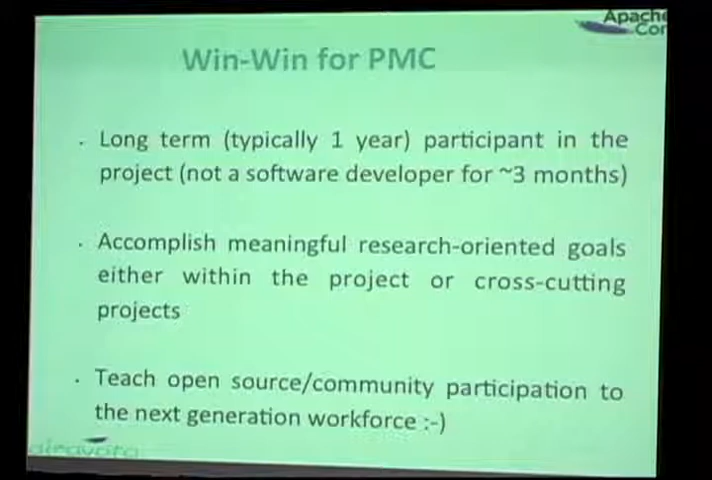 Apache
Con
Win-Win for PMC
. Long term (typically 1 year) participant in the
project (not a software developer for ~3 months)
. Accomplish meaningful research-oriented goals
either within the project or cross-cutting
projects
. Teach open source/community participation to
the next generation workforce :-)
airavata